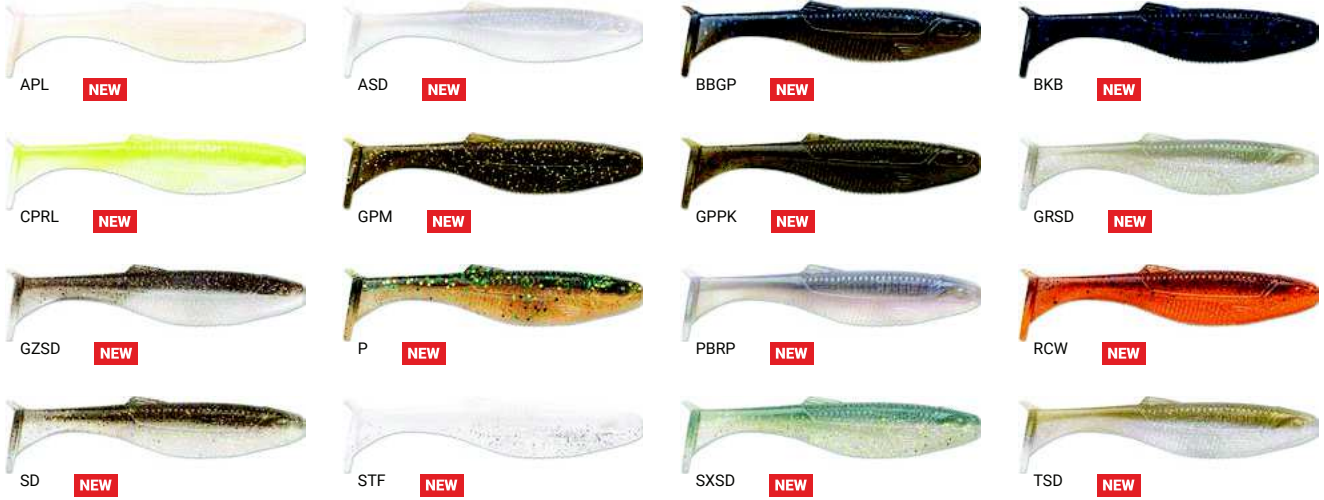 APL NEW
ASD NEW
BBGP NEW
BKB NEW
CPRL NEW
GPM NEW
GPPK NEW
GRSD NEW
GZSD NEW
P NEW
PBRP NEW
RCW NEW
SD NEW
STF NEW
SXSD NEW
TSD NEW